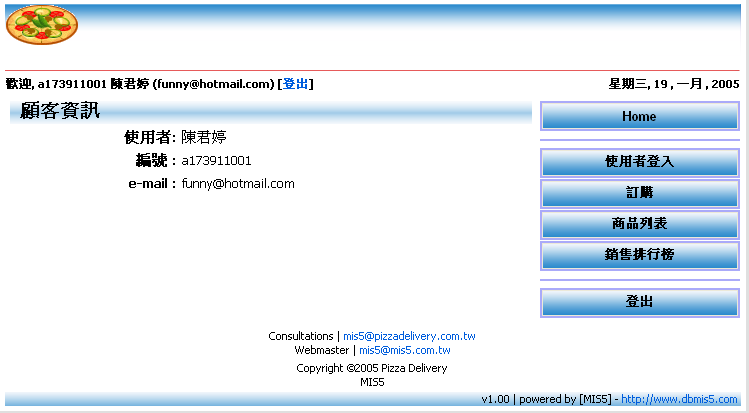 歡迎, a173911001 陳君婷 (funny@hotmail.com) [登出]
星期三, 19 , 一月 , 2005
顧客資訊
使用者: 陳君婷
編號 : a173911001
e-mail : funny@hotmail.com
Home
使用者登入
訂購
商品列表
銷售排行榜
登出
Consultations | mis5@pizzadelivery.com.tw
Webmaster | mis5@mis5.com.tw
Copyright ©2005 Pizza Delivery
MIS5
v1.00 | powered by [MIS5] - http://www.dbmis5.com